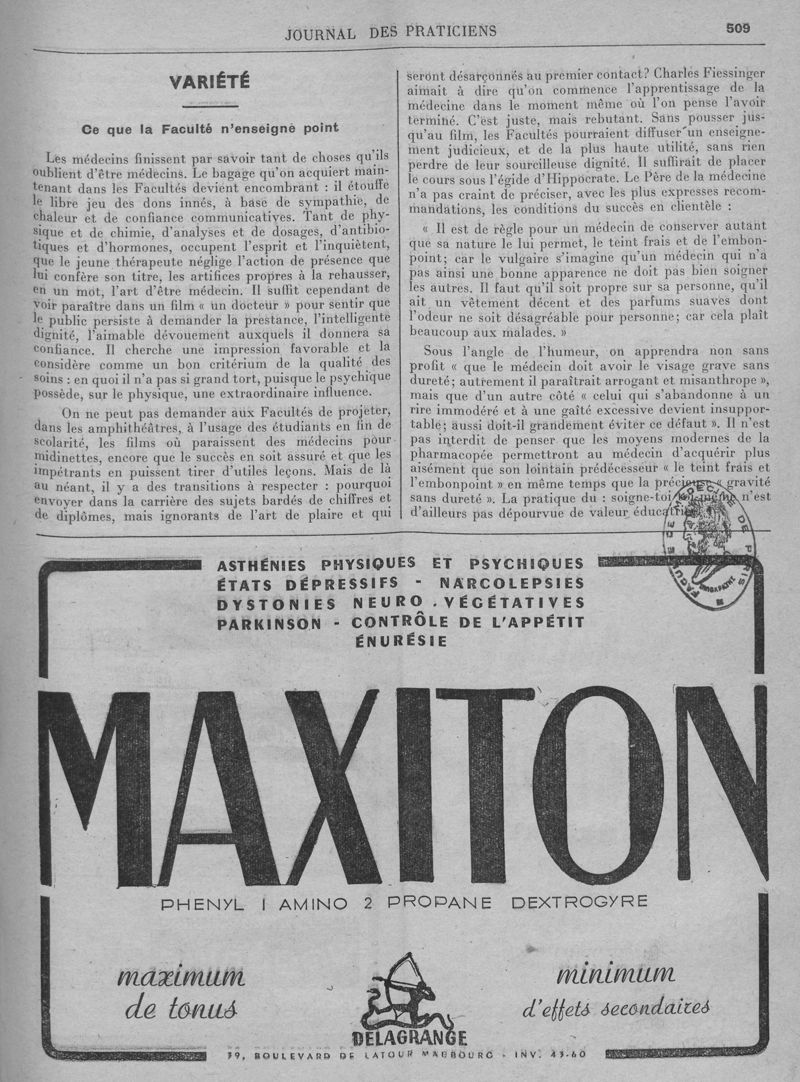 JOURNAL DES PRATICIENS
509
VARIÉTÉ
Ce que la Faculté n'enseigne point
Les médecins finissent par savoir tant de choses qu'ils
oublient d'être médecins. Le bagage qu'on acquiert main-
tenant dans les Facultés devient encombrant : il étouffe
le libre jeu des dons innés, à base de sympathie, de
chaleur et de confiance communicatives. Tant de phy-
sique et de chimie, d'analyses et de dosages, d'antibio-
tiques et d'hormones, occupent l'esprit et l'inquiètent,
que le jeune thérapeute néglige l'action de présence que
lui confère son titre, les artifices propres à la rehausser,
en un mot, l'art d'être médecin. Il suffit cependant de
voir paraître dans un film « un docteur » pour sentir que
le public persiste à demander la prestance, l'intelligente
dignité, l'aimable dévouement auxquels il donnera sa
confiance. Il cherche une impression favorable et la
considère comme un bon critérium de la qualité des
soins : en quoi il n'a pas si grand tort, puisque le psychique
possède, sur le physique, une extraordinaire influence.
On ne peut pas demander aux Facultés de projeter,
dans les amphithéâtres, à l'usage des étudiants en fin de
scolarité, les films où paraissent des médecins pour
midinettes, encore que le succès en soit assuré et que les
impétrants en puissent tirer d'utiles leçons. Mais de là
au néant, il y a des transitions à respecter : pourquoi
envoyer dans la carrière des sujets bardés de chiffres et
de diplômes, mais ignorants de l'art de plaire et qui
seront désarçonnés au premier contact? Charles Fiessinger
aimait à dire qu'on commence l'apprentissage de la
médecine dans le moment même où l'on pense l'avoir
terminé. C'est juste, mais rebutant. Sans pousser jus-
qu'au film, les Facultés pourraient diffuser un enseigne-
ment judicieux, et de la plus haute utilité, sans rien
perdre de leur sourcilleuse dignité. Il suffirait de placer
le cours sous l'égide d'Hippocrate. Le Père de la médecine
n'a pas craint de préciser, avec les plus expresses recom-
mandations, les conditions du succès en clientèle :
« Il est de règle pour un médecin de conserver autant
que sa nature le lui permet, le teint frais et de l'embon-
point; car le vulgaire s'imagine qu'un médecin qui n'a
pas ainsi une bonne apparence ne doit pas bien soigner
les autres. Il faut qu'il soit propre sur sa personne, qu'il
ait un vêtement décent et des parfums suaves dont
l'odeur ne soit désagréable pour personne; car cela plaît
beaucoup aux malades. »
Sous l'angle de l'humeur, on apprendra non sans
profit « que le médecin doit avoir le visage grave sans
dureté; autrement il paraîtrait arrogant et misanthrope »,
mais que d'un autre côté « celui qui s'abandonne à un
rire immodéré et à une gaîté excessive devient insuppor-
table; aussi doit-il grandement éviter ce défaut ». Il n'est
pas interdit de penser que les moyens modernes de la
pharmacopée permettront au médecin d'acquérir plus
aisément que son lointain prédécesseur « le teint frais et
l'embonpoint » en même temps que la précieuse « gravité
sans dureté ». La pratique du : soigne-toi n'est
d'ailleurs pas dépourvue de valeur éducatrice.
ASTHÉNIES PHYSIQUES ET PSYCHIQUES
ÉTATS DÉPRESSIFS - NARCOLEPSIES
DYSTONIES NEURO . VÉGÉTATIVES
PARKINSON - CONTRÔLE DE L'APPÉTIT
ÉNURÉSIE
MAXITON
PHENYL 1 AMINO 2 PROPANE DEXTROGYRE
maximum
de tonus
minimum
d'effets secondaires
DELAGRANGE
39, BOULEVARD DE LATOUR MAUBOURG - INV. 45-60